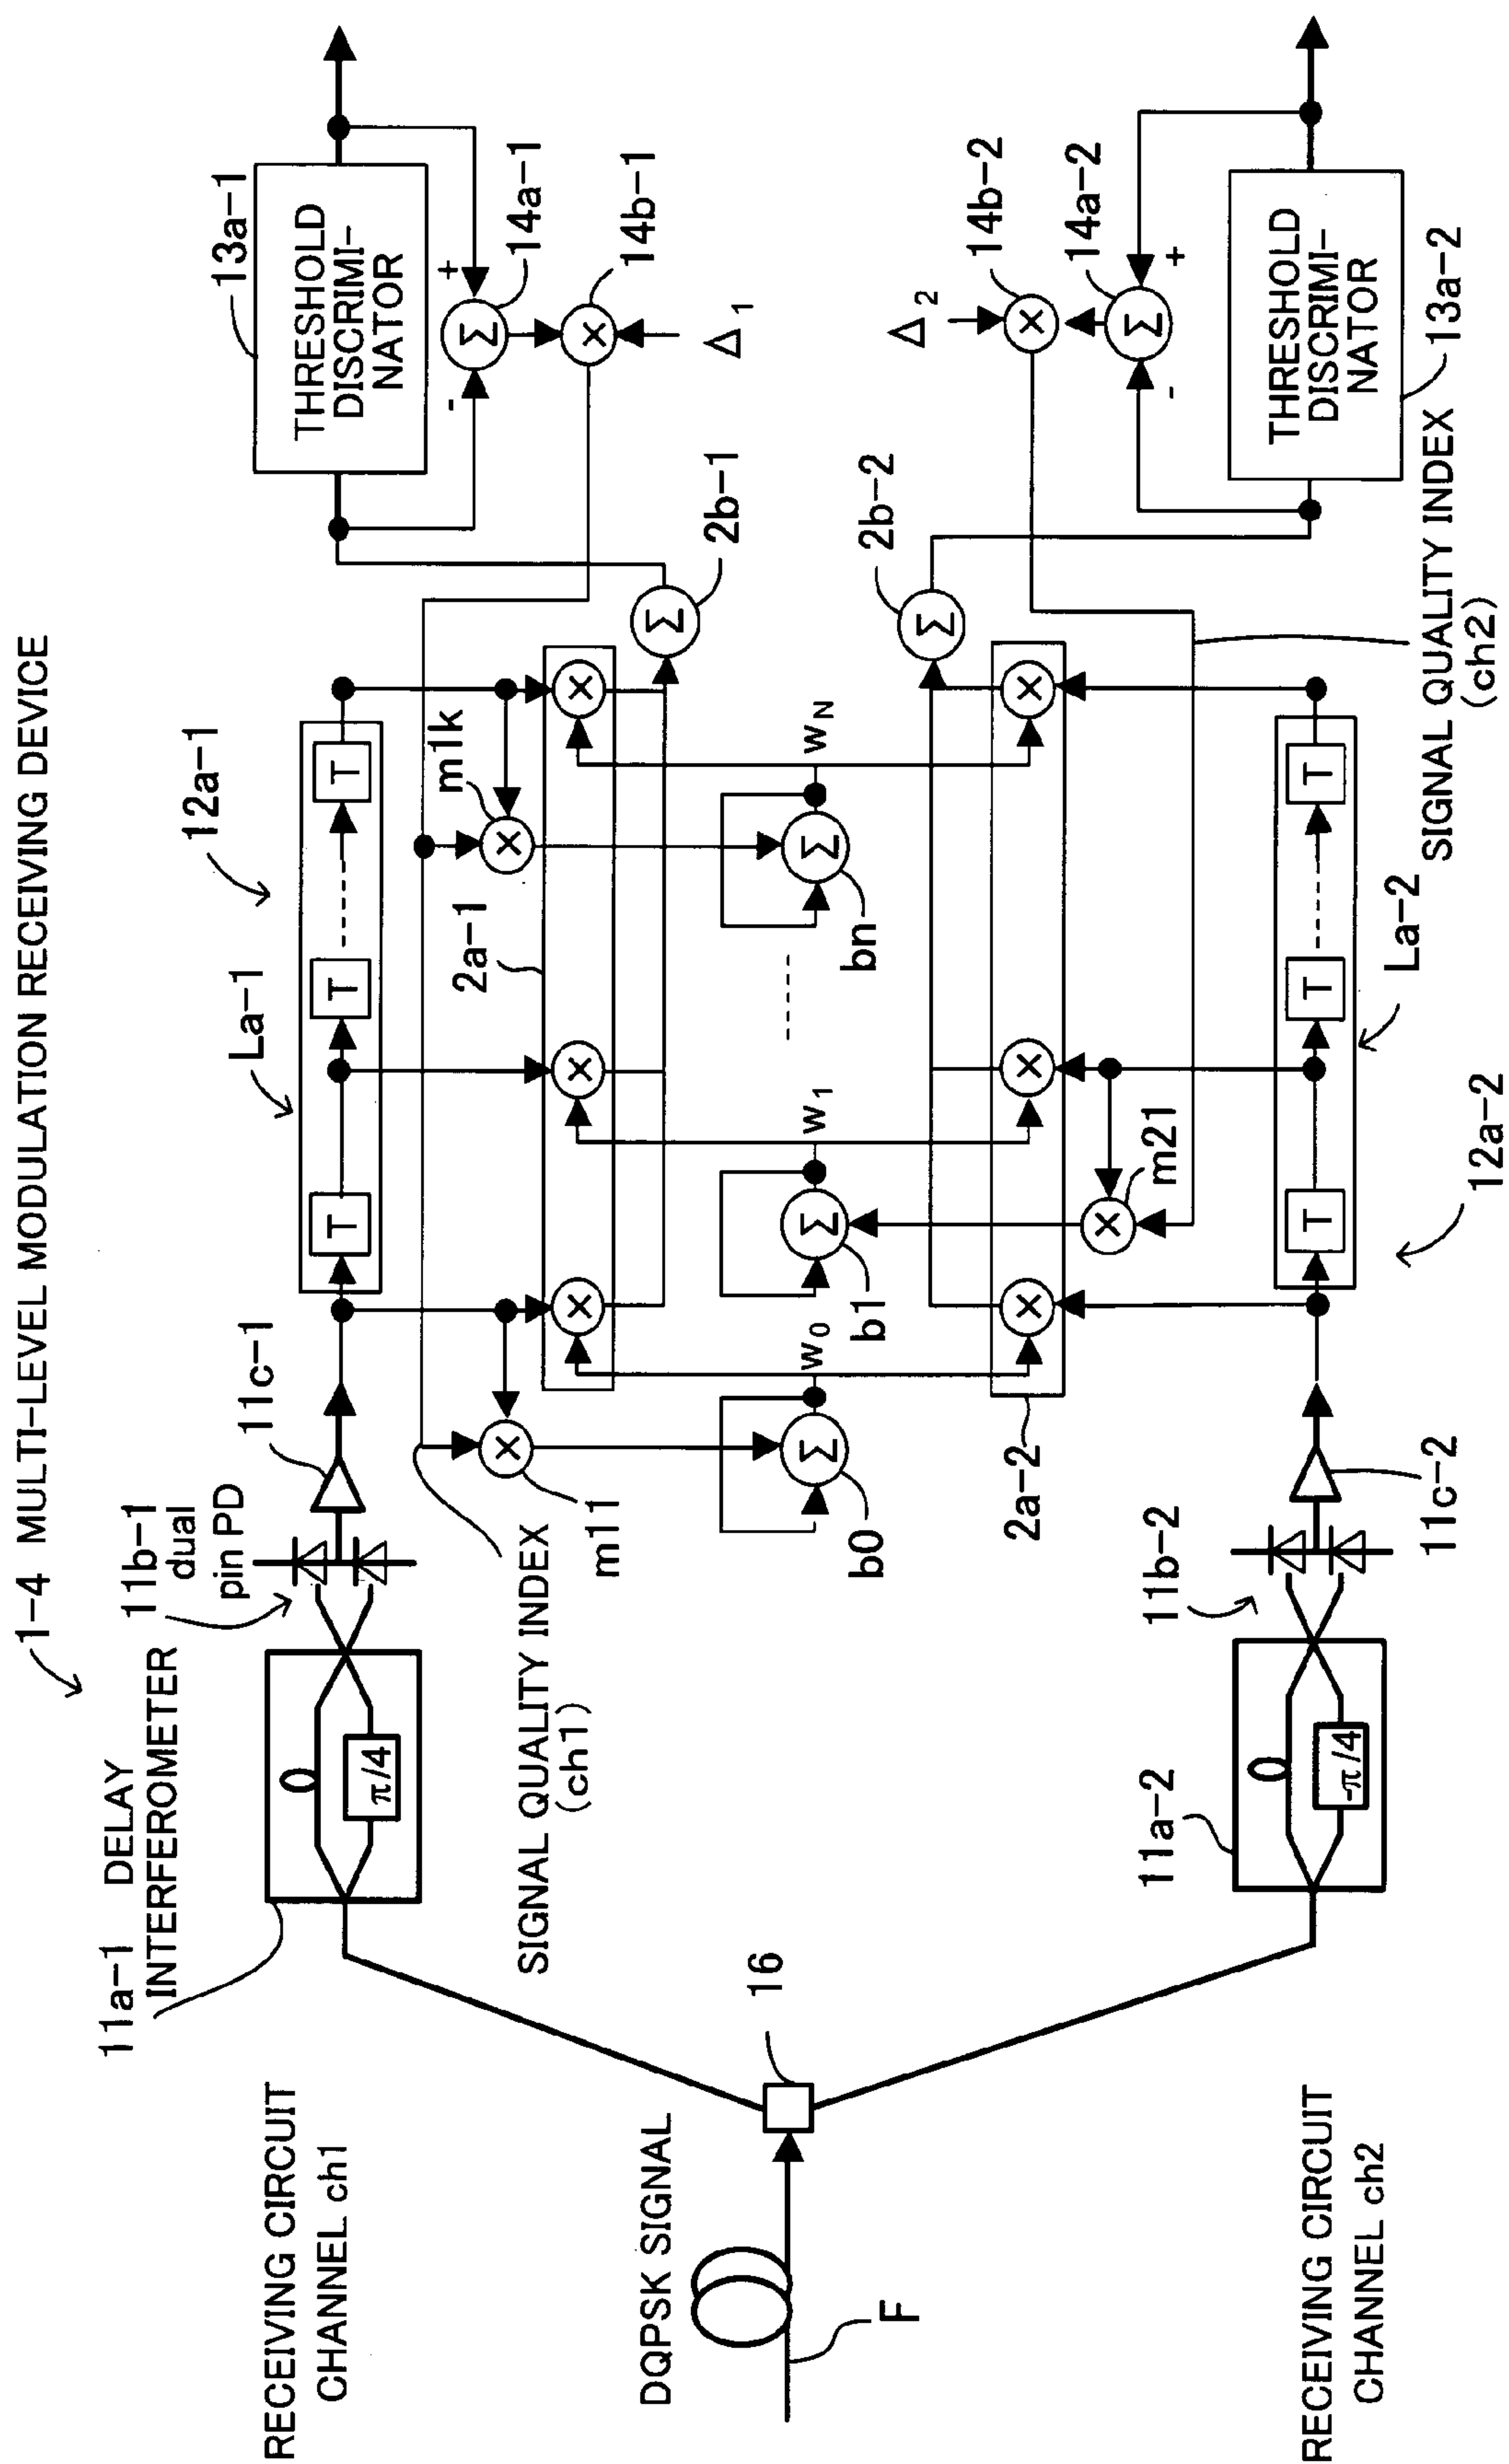 1-4 MULTI-LEVEL MODULATION RECEIVING DEVICE
RECEIVING CIRCUIT
CHANNEL ch1
11a-1 DELAY
INTERFEROMETER
π/4
11b-1
dual
pin PD
11c-1
La-1
12a-1
T
T
T
13a-1
THRESHOLD
DISCRIMI-
NATOR
+
-
Σ
14a-1
×
14b-1
Δ1
SIGNAL QUALITY INDEX
(ch1)
m11
×
m1k
×
2a-1
×
×
×
Σ
2b-1
DQPSK SIGNAL
F
16
b0
Σ
w0
b1
Σ
w1
bn
Σ
wN
2a-2
×
×
×
Σ
2b-2
m21
×
Δ2
×
14b-2
Σ
14a-2
+
-
THRESHOLD
DISCRIMI-
NATOR
13a-2
SIGNAL QUALITY INDEX
(ch2)
RECEIVING CIRCUIT
CHANNEL ch2
11a-2
-π/4
11b-2
11c-2
T
T
T
12a-2
La-2